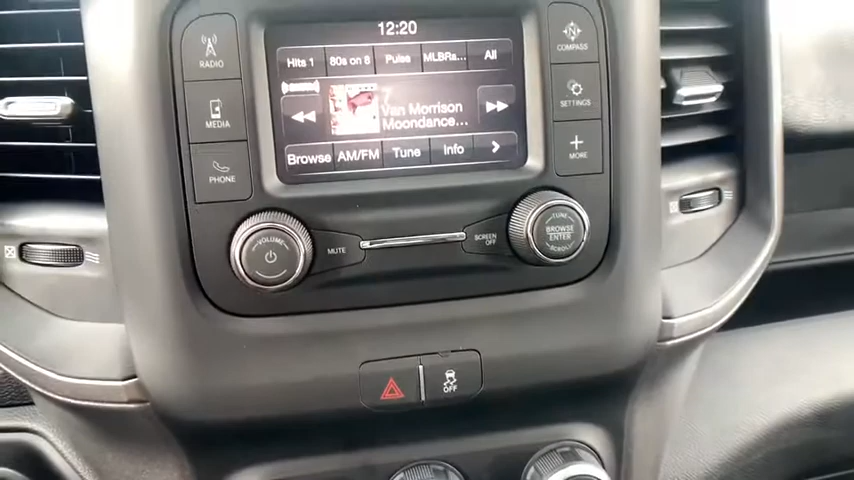 12:20
Hits 1 80s on 8 Pulse MLBRa... All
7
Van Morrison
Moondance...
Browse AM/FM Tune Info
RADIO
MEDIA
PHONE
COMPASS
SETTINGS
MORE
VOLUME
MUTE
SCREEN
OFF
TUNE
BROWSE
ENTER
SCROLL
OFF